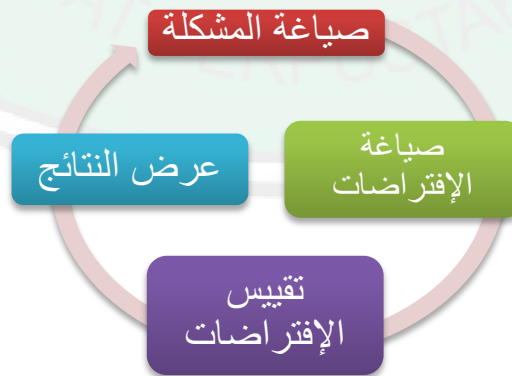 صياغة المشكلة
صياغة
الإفتراضات
تقييس
الإفتراضات
عرض النتائج